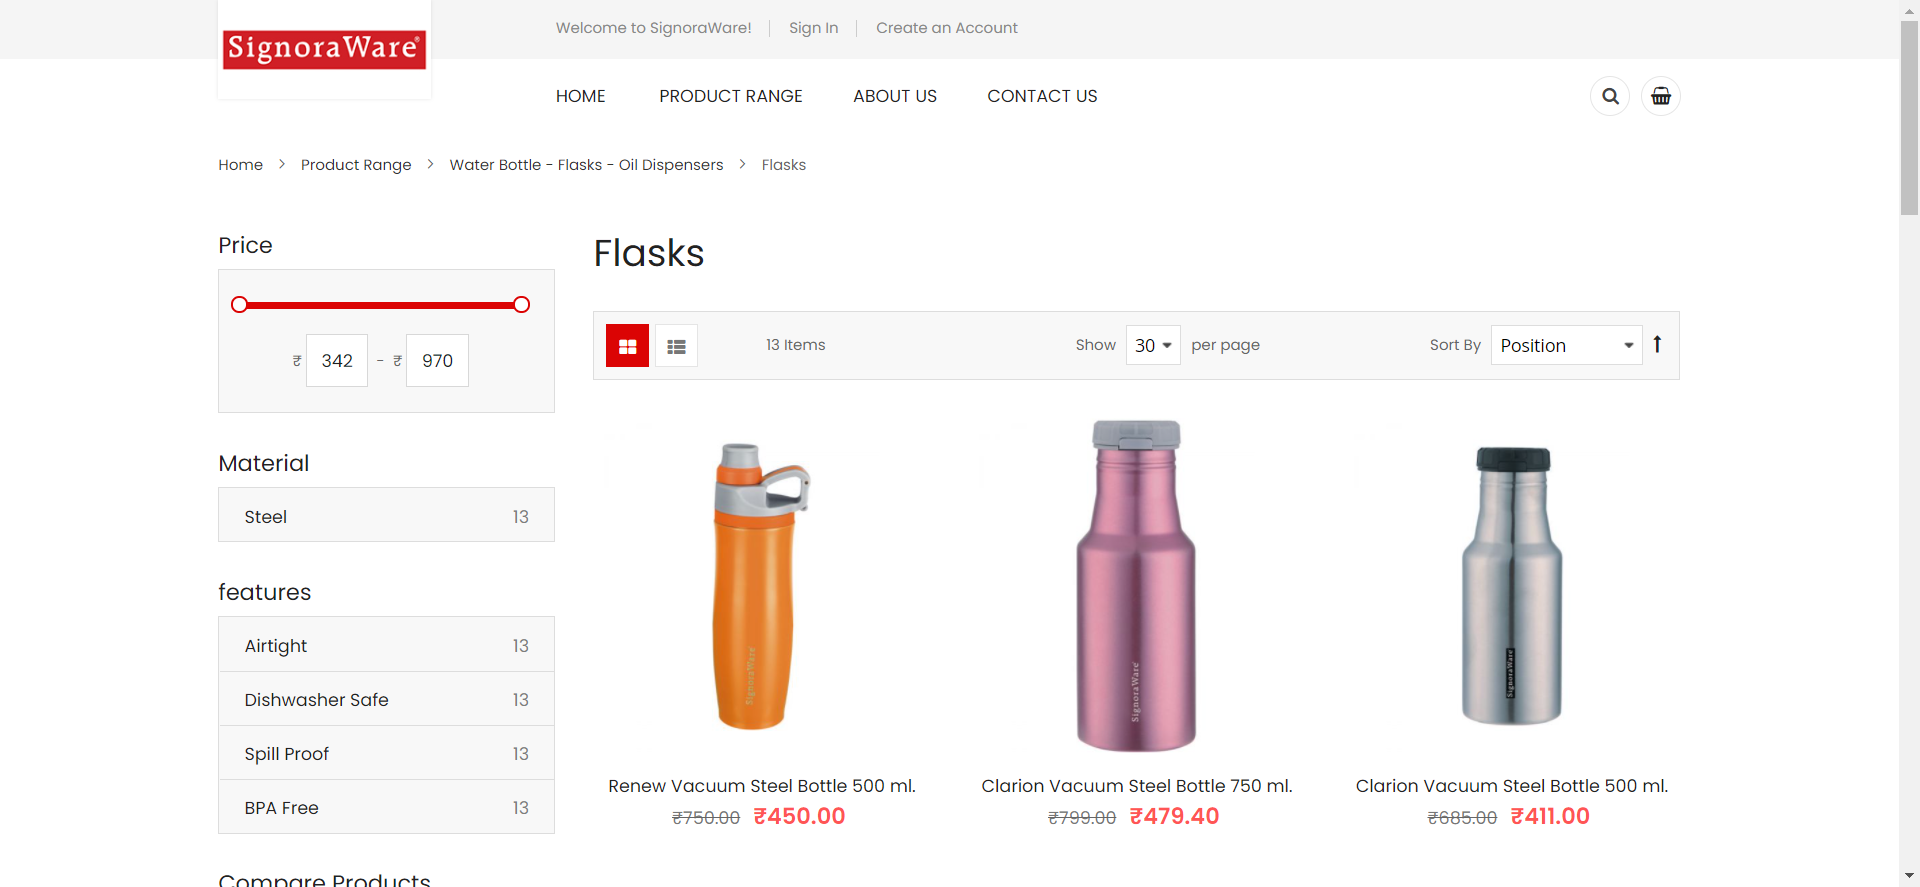 SignoraWare®
Welcome to SignoraWare!
Sign In
Create an Account
HOME
PRODUCT RANGE
ABOUT US
CONTACT US
Home > Product Range > Water Bottle - Flasks - Oil Dispensers > Flasks
Price
₹ 342 - ₹ 970
Material
Steel 13
features
Airtight 13
Dishwasher Safe 13
Spill Proof 13
BPA Free 13
Compare Products
Flasks
13 Items
Show 30 per page
Sort By Position
SignoraWare
Renew Vacuum Steel Bottle 500 ml.
₹750.00 ₹450.00
SignoraWare
Clarion Vacuum Steel Bottle 750 ml.
₹799.00 ₹479.40
SignoraWare
Clarion Vacuum Steel Bottle 500 ml.
₹685.00 ₹411.00